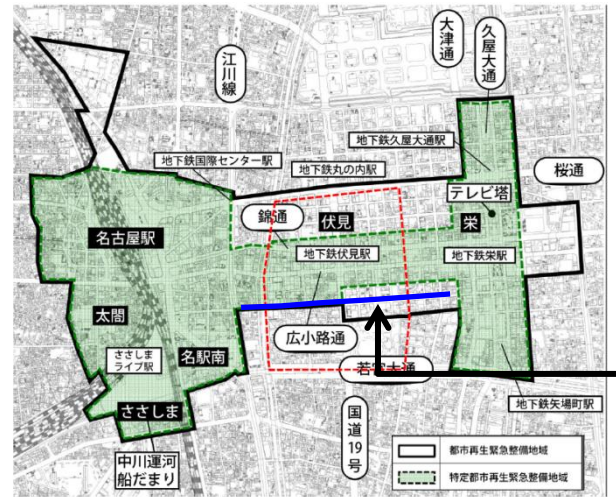 大津通
久屋大通
江川線
地下鉄久屋大通駅
地下鉄国際センター駅
地下鉄丸の内駅
桜通
テレビ塔
伏見
栄
錦通
名古屋駅
地下鉄伏見駅
地下鉄栄駅
太閤
広小路通
ささしま
ライブ駅
名駅南
若宮大通
地下鉄矢場町駅
ささしま
国道19号
中川運河
船だまり
都市再生緊急整備地域
特定都市再生緊急整備地域